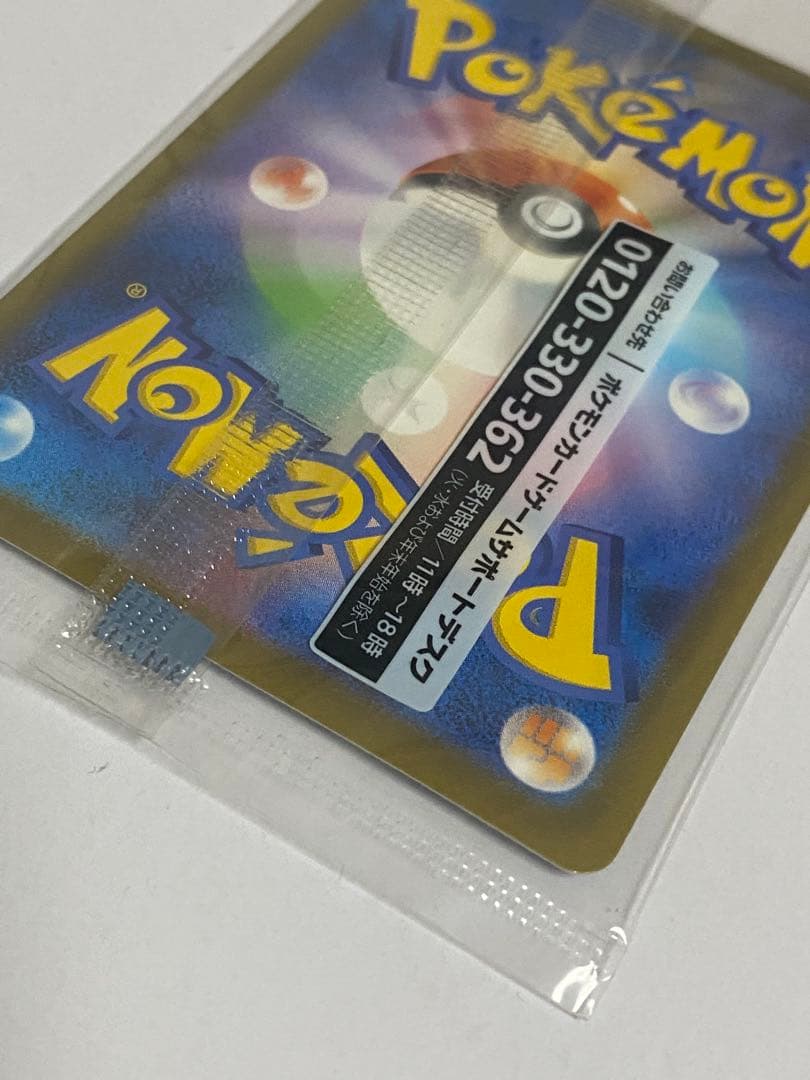 POKéMON
お問い合わせ先 | ポケモンカードゲームサポートデスク
0120-330-362 受付時間/11時~18時
(火・水および年末年始を除く)
POKéMON
®